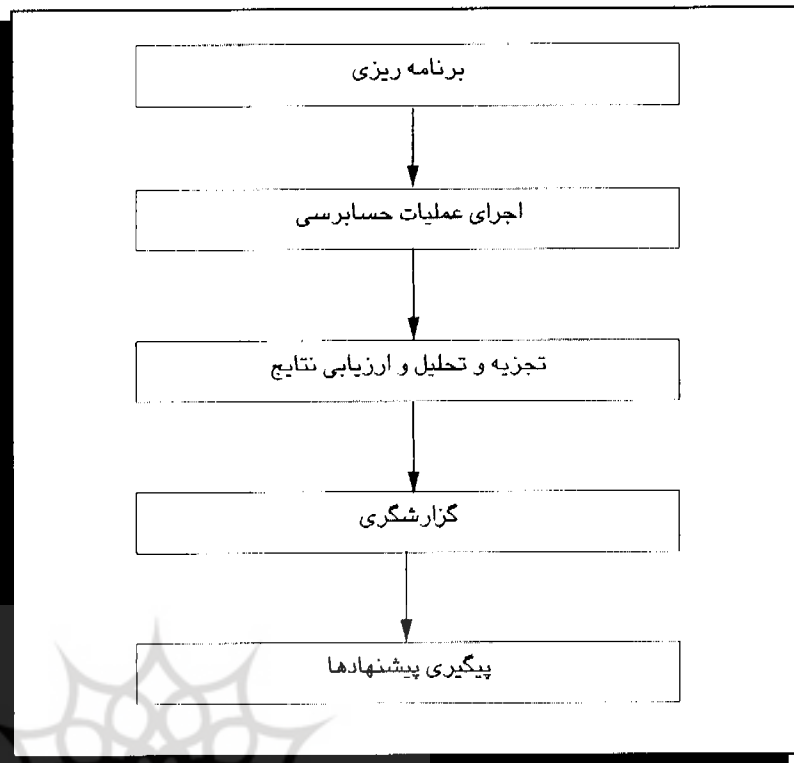 برنامه ریزی
اجرای عملیات حسابرسی
تجزیه و تحلیل و ارزیابی نتایج
گزارشگری
پیگیری پیشنهادها